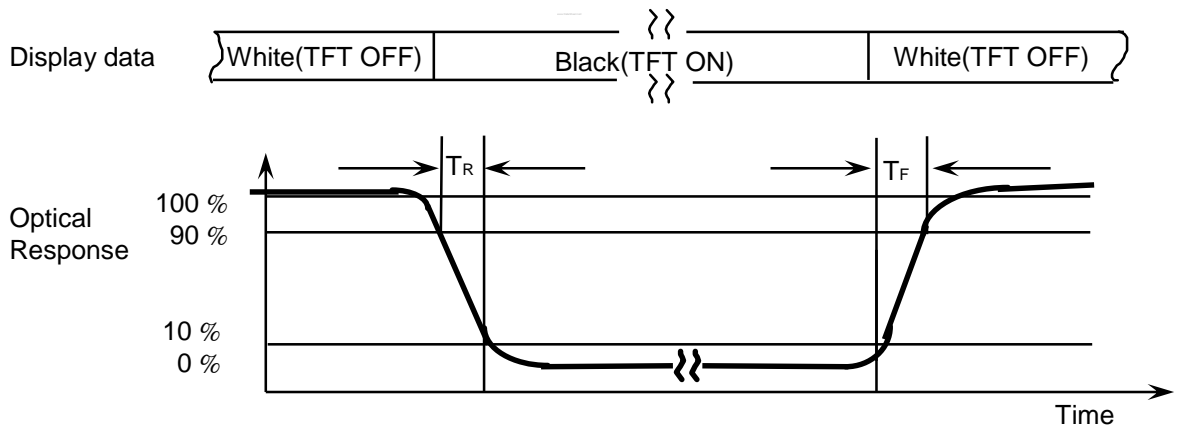 Display data
White(TFT OFF)
Black(TFT ON)
White(TFT OFF)
TR
TF
Optical
Response
100 %
90 %
10 %
0 %
Time